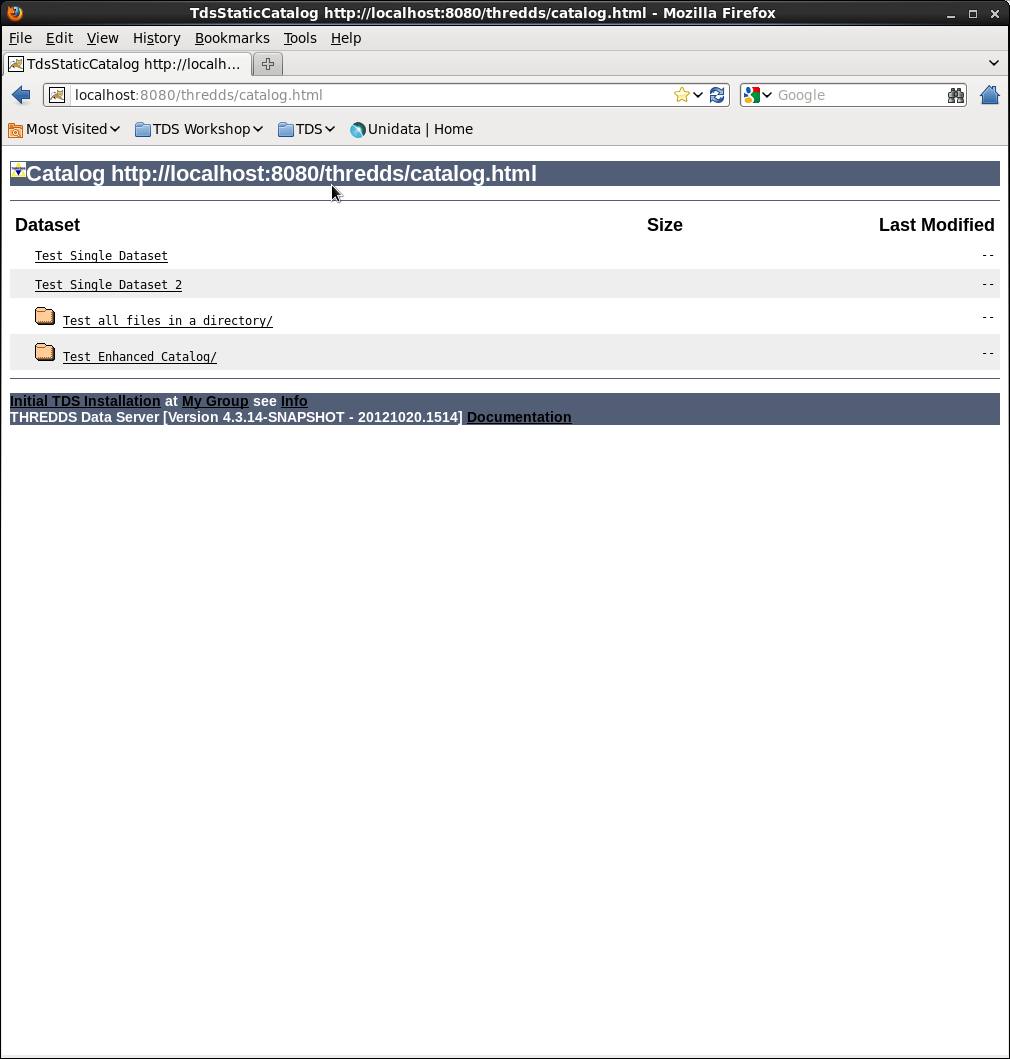 TdsStaticCatalog http://localhost:8080/thredds/catalog.html - Mozilla Firefox
File Edit View History Bookmarks Tools Help
TdsStaticCatalog http://localh...
localhost:8080/thredds/catalog.html Google
Most Visited TDS Workshop TDS Unidata | Home
Catalog http://localhost:8080/thredds/catalog.html
Dataset Size Last Modified
Test Single Dataset --
Test Single Dataset 2 --
Test all files in a directory/ --
Test Enhanced Catalog/ --
Initial TDS Installation at My Group see Info
THREDDS Data Server [Version 4.3.14-SNAPSHOT - 20121020.1514] Documentation